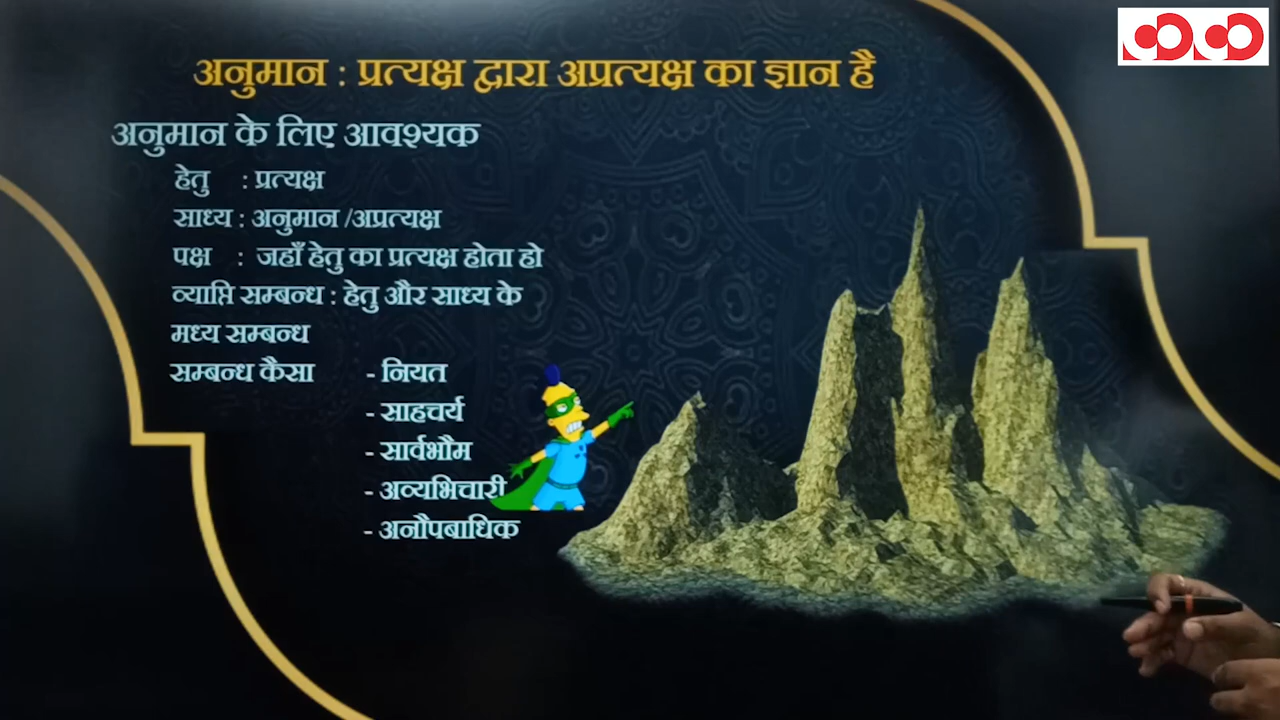 अनुमान : प्रत्यक्ष द्वारा अप्रत्यक्ष का ज्ञान है
अनुमान के लिए आवश्यक
हेतु : प्रत्यक्ष
साध्य : अनुमान /अप्रत्यक्ष
पक्ष : जहाँ हेतु का प्रत्यक्ष होता हो
व्याप्ति सम्बन्ध : हेतु और साध्य के
मध्य सम्बन्ध
सम्बन्ध कैसा - नियत
- साहचर्य
- सार्वभौम
- अव्यभिचारी
- अनौपबाधिक